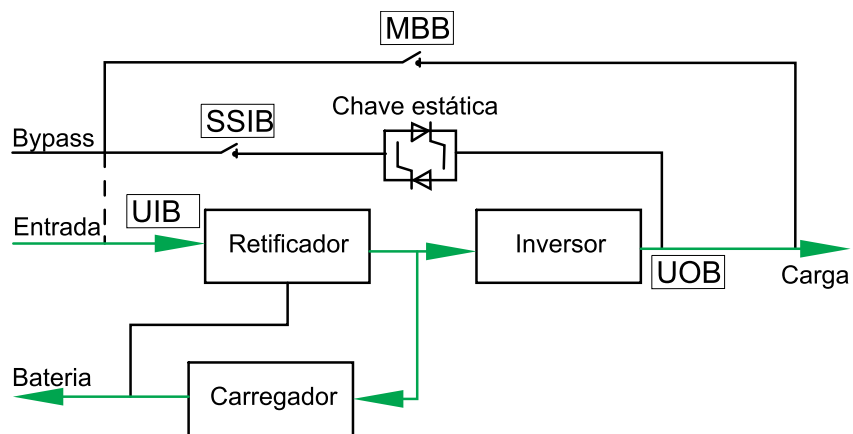 MBB
Chave estática
SSIB
Bypass
UIB
Entrada
Retificador
Inversor
UOB
Carga
Bateria
Carregador